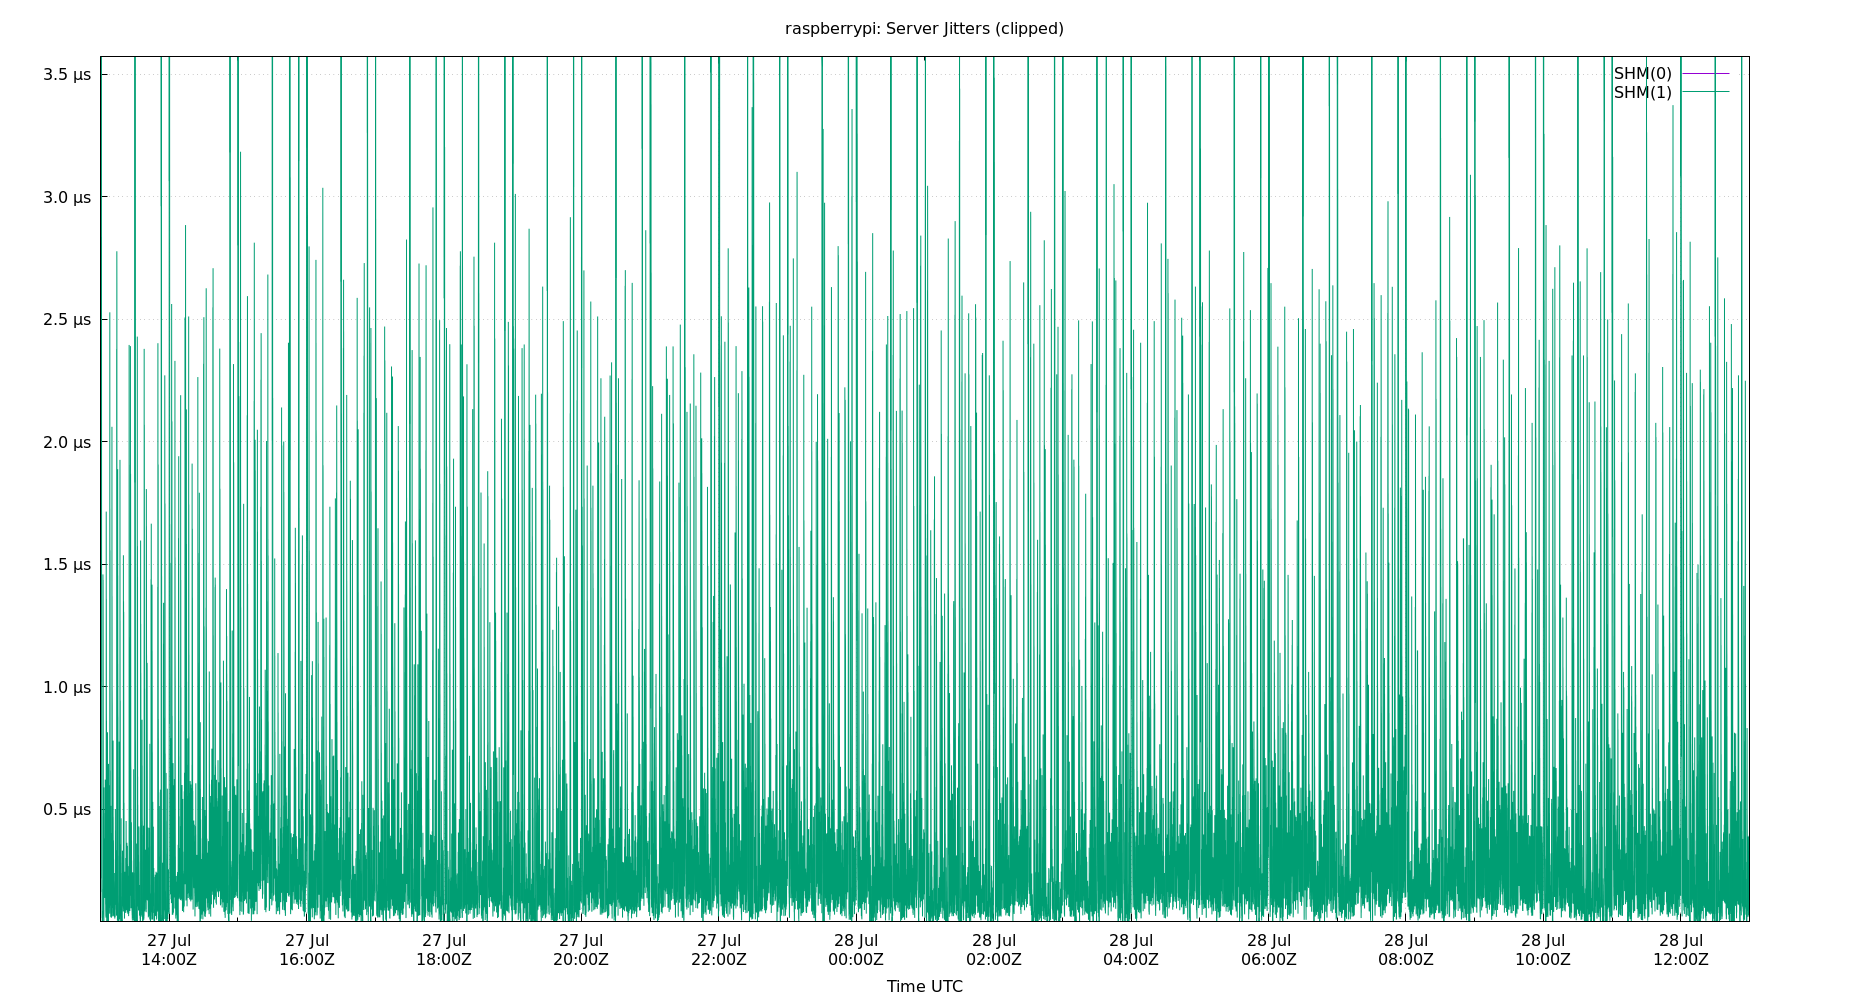 raspberrypi: Server Jitters (clipped)
SHM(0)
SHM(1)
3.5 µs
3.0 µs
2.5 µs
2.0 µs
1.5 µs
1.0 µs
0.5 µs
27 Jul 27 Jul 27 Jul 27 Jul 27 Jul 28 Jul 28 Jul 28 Jul 28 Jul 28 Jul 28 Jul 28 Jul
14:00Z 16:00Z 18:00Z 20:00Z 22:00Z 00:00Z 02:00Z 04:00Z 06:00Z 08:00Z 10:00Z 12:00Z
Time UTC